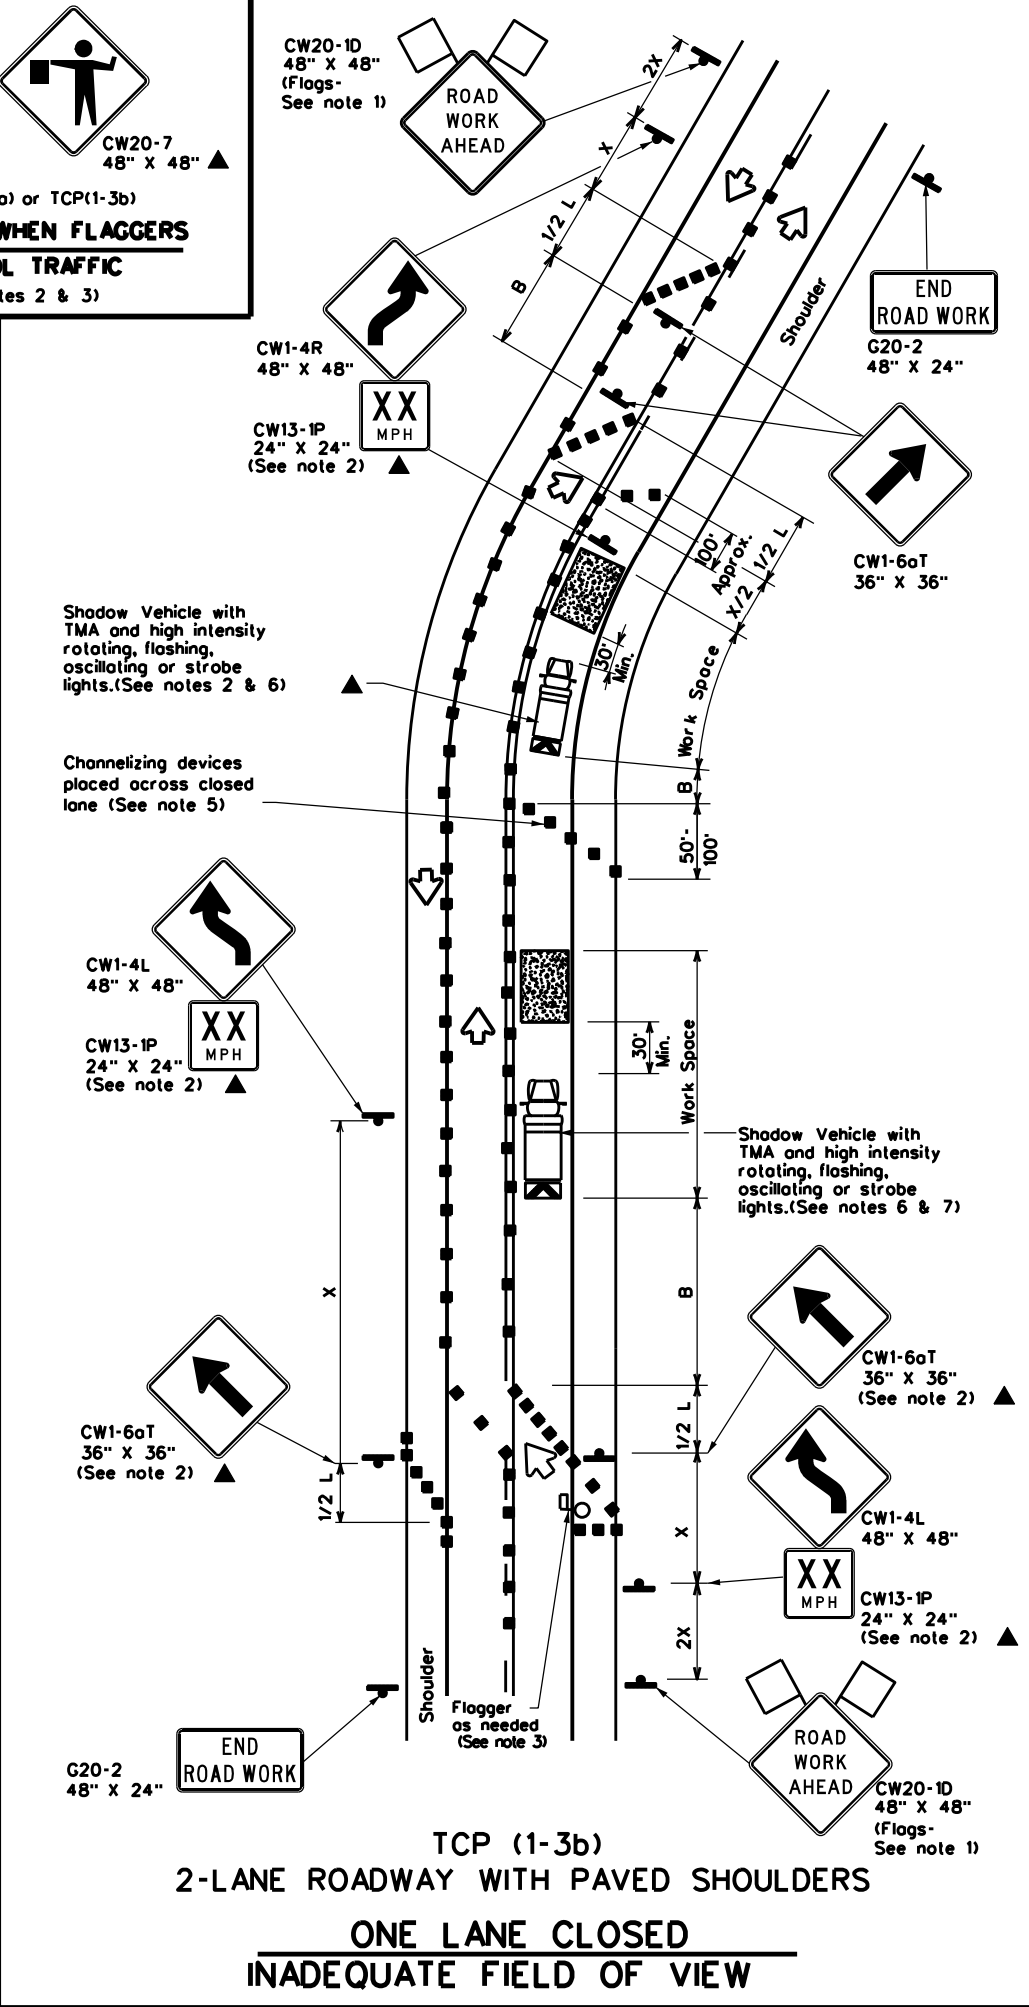 CW20-7
48" X 48"
a) or TCP(1-3b)
WHEN FLAGGERS
OL TRAFFIC
tes 2 & 3)
CW20-1D
48" X 48"
(Flags-
See note 1)
ROAD
WORK
AHEAD
2X
X
1/2 L
B
Shoulder
END
ROAD WORK
G20-2
48" X 24"
CW1-4R
48" X 48"
XX
MPH
CW13-1P
24" X 24"
(See note 2)
CW1-6aT
36" X 36"
100'
Approx.
1/2 L
X/2
Work Space
30'
Min.
B
50'-
100'
Shadow Vehicle with
TMA and high intensity
rotating, flashing,
oscillating or strobe
lights.(See notes 2 & 6)
Channelizing devices
placed across closed
lane (See note 5)
CW1-4L
48" X 48"
XX
MPH
CW13-1P
24" X 24"
(See note 2)
30'
Min.
Work Space
Shadow Vehicle with
TMA and high intensity
rotating, flashing,
oscillating or strobe
lights.(See notes 6 & 7)
X
B
CW1-6aT
36" X 36"
(See note 2)
1/2 L
CW1-6aT
36" X 36"
(See note 2)
1/2 L
X
2X
CW1-4L
48" X 48"
XX
MPH
CW13-1P
24" X 24"
(See note 2)
Shoulder
Flagger
as needed
(See note 3)
END
ROAD WORK
G20-2
48" X 24"
ROAD
WORK
AHEAD
CW20-1D
48" X 48"
(Flags-
See note 1)
TCP (1-3b)
2-LANE ROADWAY WITH PAVED SHOULDERS
ONE LANE CLOSED
INADEQUATE FIELD OF VIEW